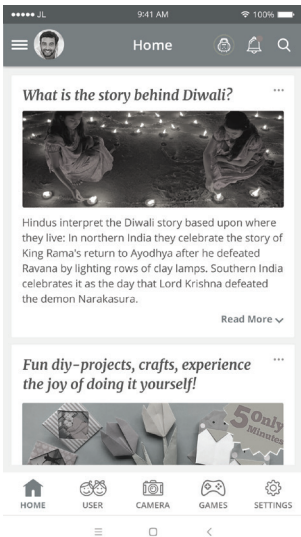 JL 9:41 AM 100%
Home
What is the story behind Diwali?
Hindus interpret the Diwali story based upon where
they live: In northern India they celebrate the story of
King Rama's return to Ayodhya after he defeated
Ravana by lighting rows of clay lamps. Southern India
celebrates it as the day that Lord Krishna defeated
the demon Narakasura.
Read More
Fun diy-projects, crafts, experience
the joy of doing it yourself!
5 Only
Minutes
HOME USER CAMERA GAMES SETTINGS